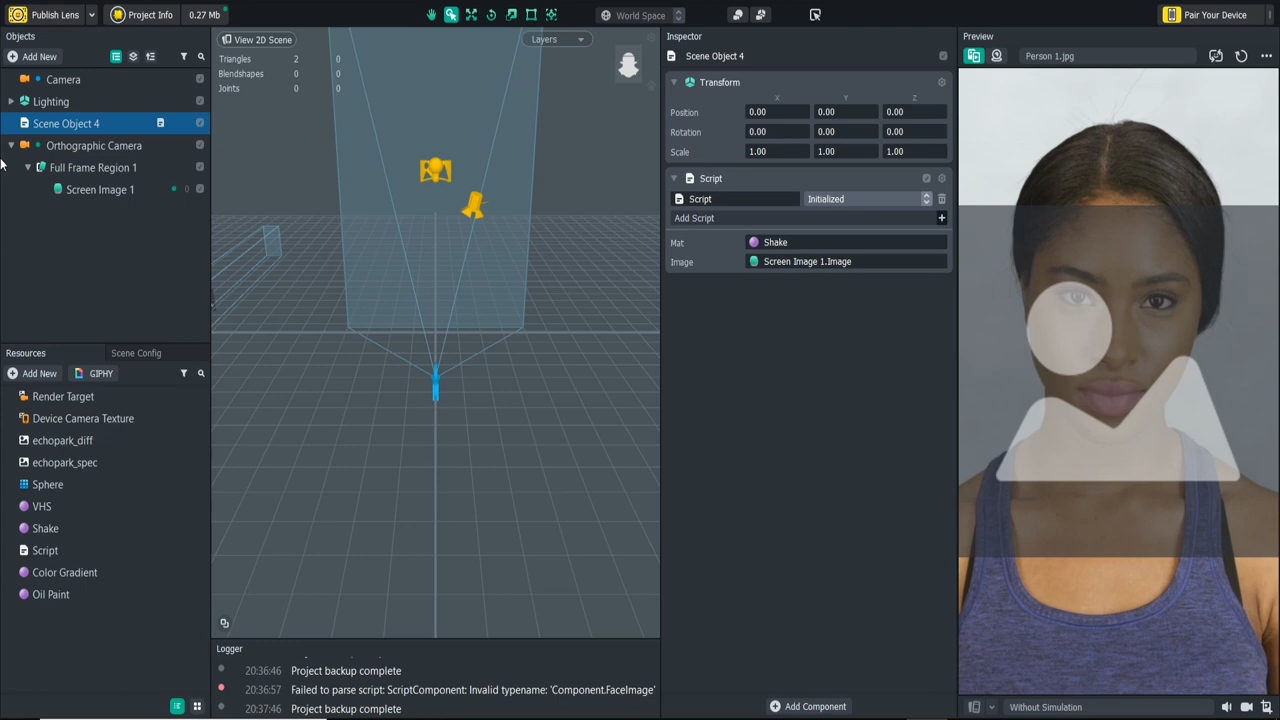 Publish Lens
Project Info
0.27 Mb
World Space
Pair Your Device
Objects
Add New
Camera
Lighting
Scene Object 4
Orthographic Camera
Full Frame Region 1
Screen Image 1
Resources
Scene Config
Add New
GIPHY
Render Target
Device Camera Texture
echopark_diff
echopark_spec
Sphere
VHS
Shake
Script
Color Gradient
Oil Paint
View 2D Scene
Layers
Triangles 2 0
Blendshapes 0 0
Joints 0 0
Logger
20:36:46 Project backup complete
20:36:57 Failed to parse script: ScriptComponent: Invalid typename: 'Component.FaceImage'
20:37:46 Project backup complete
Inspector
Scene Object 4
Transform
X Y Z
Position 0.00 0.00 0.00
Rotation 0.00 0.00 0.00
Scale 1.00 1.00 1.00
Script
Script Initialized
Add Script
Mat Shake
Image Screen Image 1.Image
Add Component
Preview
Person 1.jpg
Without Simulation